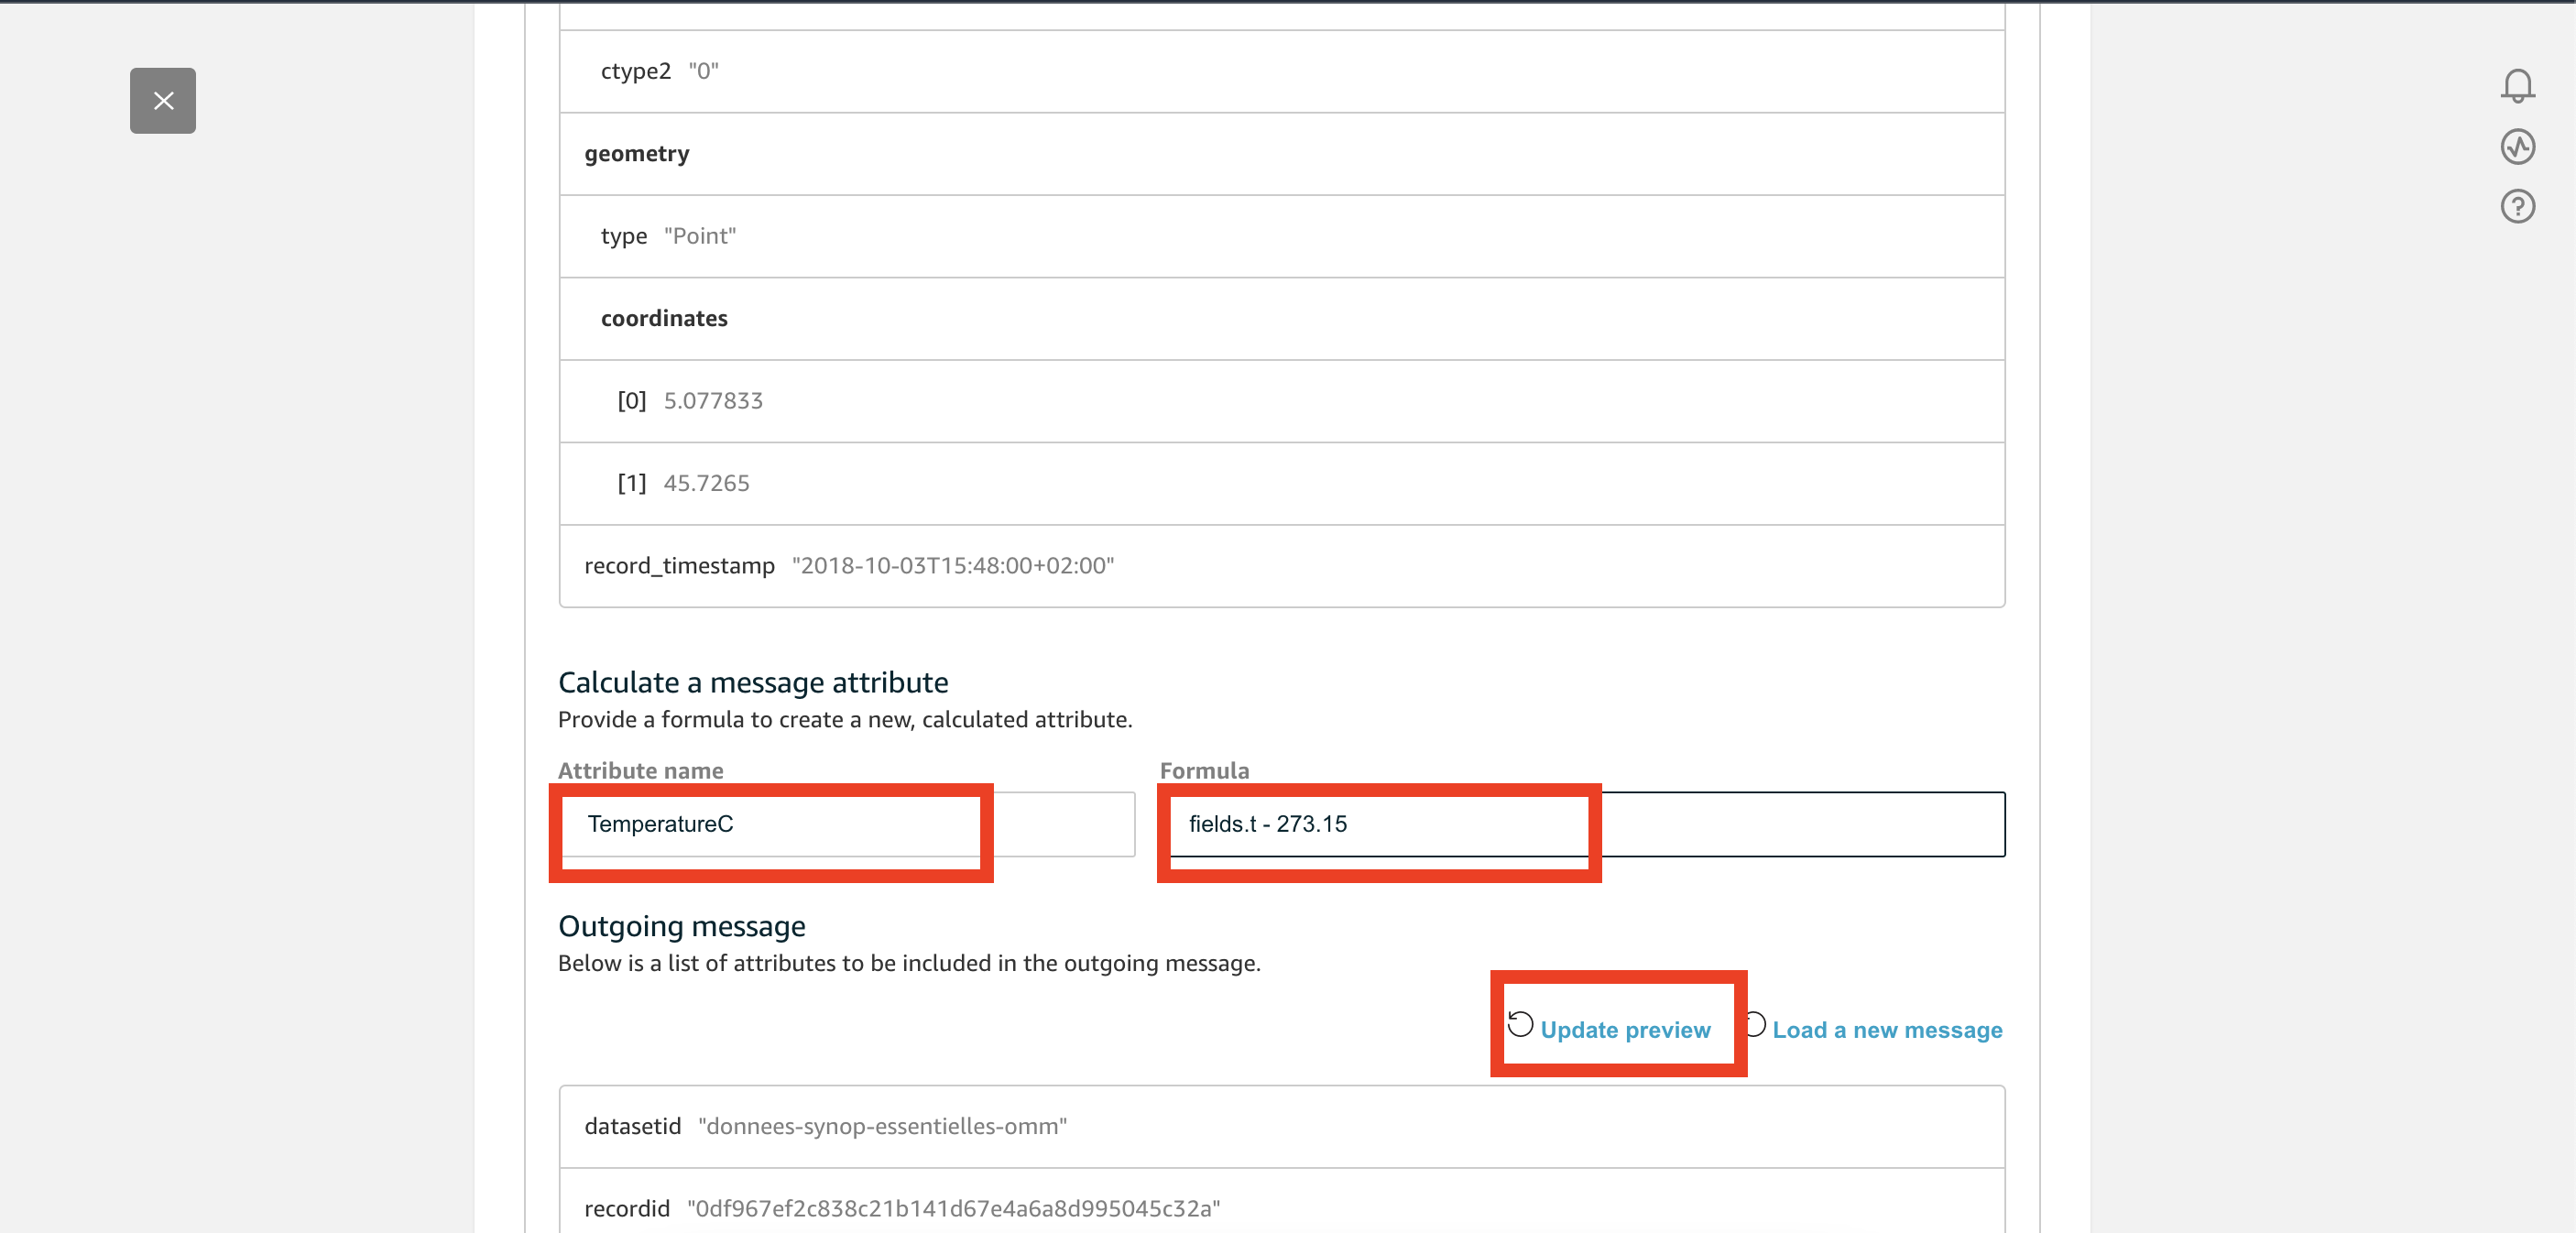 ctype2 "0"
geometry
type "Point"
coordinates
[0] 5.077833
[1] 45.7265
record_timestamp "2018-10-03T15:48:00+02:00"
Calculate a message attribute
Provide a formula to create a new, calculated attribute.
Attribute name Formula
TemperatureC fields.t - 273.15
Outgoing message
Below is a list of attributes to be included in the outgoing message.
Update preview Load a new message
datasetid "donnees-synop-essentielles-omm"
recordid "0df967ef2c838c21b141d67e4a6a8d995045c32a"